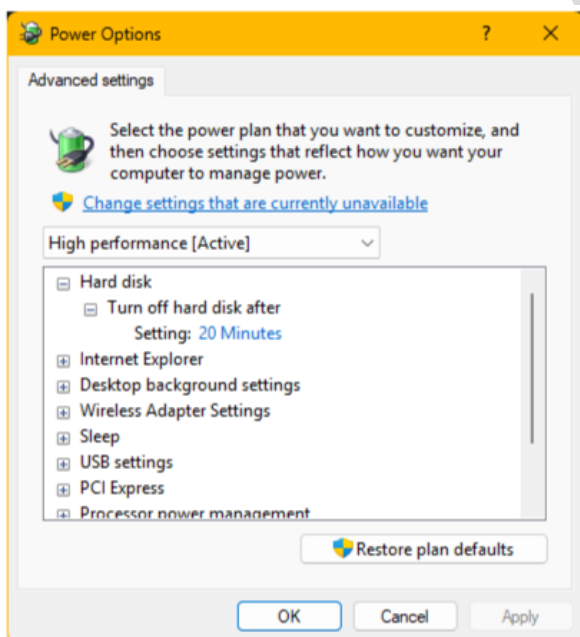 Power Options
Advanced settings
Select the power plan that you want to customize, and
then choose settings that reflect how you want your
computer to manage power.
Change settings that are currently unavailable
High performance [Active]
Hard disk
Turn off hard disk after
Setting: 20 Minutes
Internet Explorer
Desktop background settings
Wireless Adapter Settings
Sleep
USB settings
PCI Express
Processor power management
Restore plan defaults
OK Cancel Apply